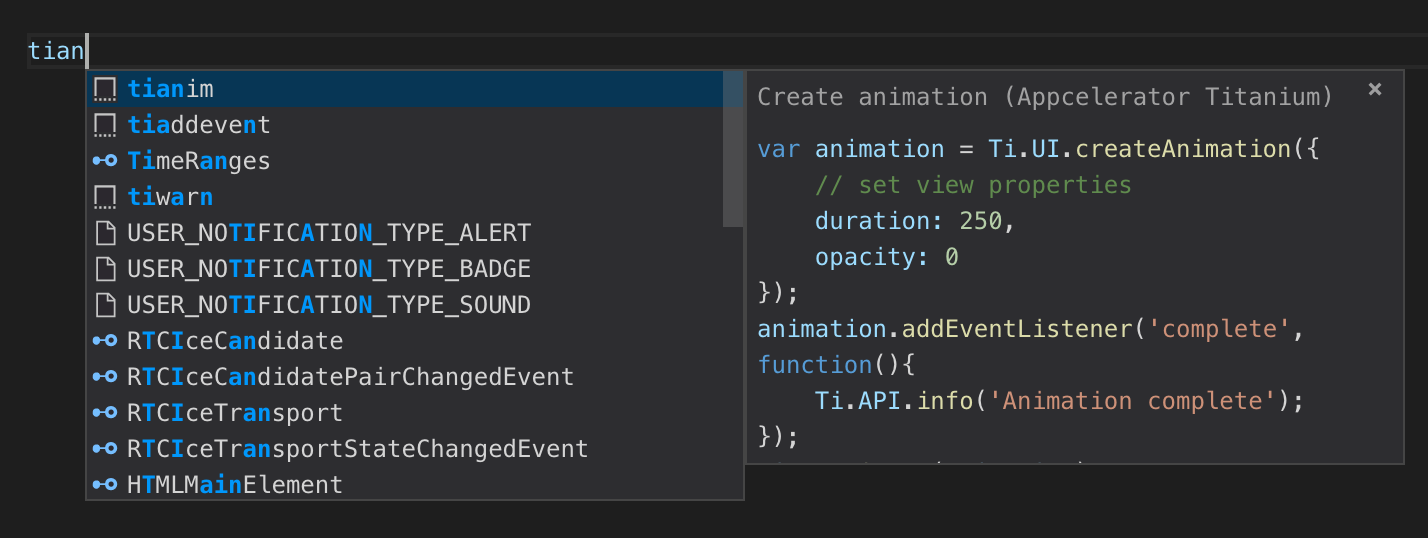 tian
tianim
tiaddevent
TimeRanges
tiwarn
USER_NOTIFICATION_TYPE_ALERT
USER_NOTIFICATION_TYPE_BADGE
USER_NOTIFICATION_TYPE_SOUND
RTCIceCandidate
RTCIceCandidatePairChangedEvent
RTCIceTransport
RTCIceTransportStateChangedEvent
HTMLMainElement
Create animation (Appcelerator Titanium) ×
var animation = Ti.UI.createAnimation({
    // set view properties
    duration: 250,
    opacity: 0
});
animation.addEventListener('complete',
function(){
    Ti.API.info('Animation complete');
});